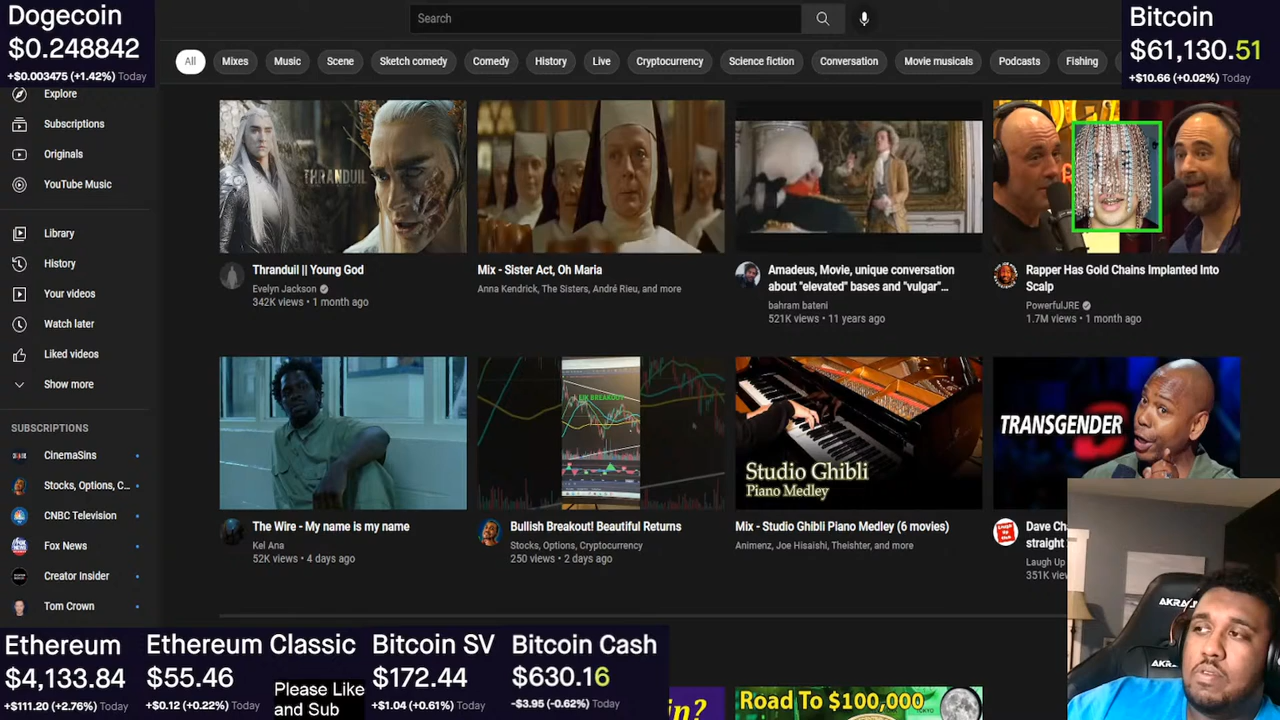 Dogecoin
$0.248842
+$0.003475 (+1.42%) Today
Search
Bitcoin
$61,130.51
+$10.66 (+0.02%) Today
All
Mixes
Music
Scene
Sketch comedy
Comedy
History
Live
Cryptocurrency
Science fiction
Conversation
Movie musicals
Podcasts
Fishing
Explore
Subscriptions
Originals
YouTube Music
Library
History
Your videos
Watch later
Liked videos
Show more
SUBSCRIPTIONS
CinemaSins
Stocks, Options, C...
CNBC Television
Fox News
Creator Insider
Tom Crown
THRANDUIL
Thranduil || Young God
Evelyn Jackson
342K views • 1 month ago
Mix - Sister Act, Oh Maria
Anna Kendrick, The Sisters, André Rieu, and more
Amadeus, Movie, unique conversation
about "elevated" bases and "vulgar"...
bahram bateni
521K views • 11 years ago
Rapper Has Gold Chains Implanted Into
Scalp
PowerfulJRE
1.7M views • 1 month ago
The Wire - My name is my name
Kel Ana
52K views • 4 days ago
Bullish Breakout! Beautiful Returns
Stocks, Options, Cryptocurrency
250 views • 2 days ago
Studio Ghibli
Piano Medley
Mix - Studio Ghibli Piano Medley (6 movies)
Animenz, Joe Hisaishi, Theishter, and more
TRANSGENDER
Dave Ch
straight
Laugh Up
351K
AKRA
AKRA
Ethereum
$4,133.84
+$111.20 (+2.76%) Today
Ethereum Classic
$55.46
+$0.12 (+0.22%) Today
Please Like
and Sub
Bitcoin SV
$172.44
+$1.04 (+0.61%) Today
Bitcoin Cash
$630.16
-$3.95 (-0.62%) Today
in?
Road To $100,000